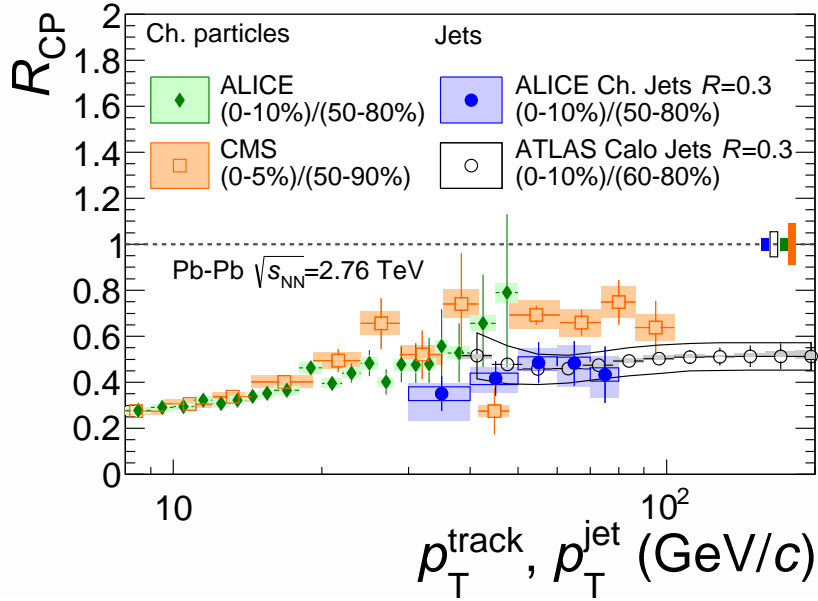 R_CP
2
1.8
1.6
1.4
1.2
1
0.8
0.6
0.4
0.2
0
Ch. particles
ALICE
(0-10%)/(50-80%)
CMS
(0-5%)/(50-90%)
Jets
ALICE Ch. Jets R=0.3
(0-10%)/(50-80%)
ATLAS Calo Jets R=0.3
(0-10%)/(60-80%)
Pb-Pb √s_NN=2.76 TeV
10
10²
p_T^track, p_T^jet (GeV/c)